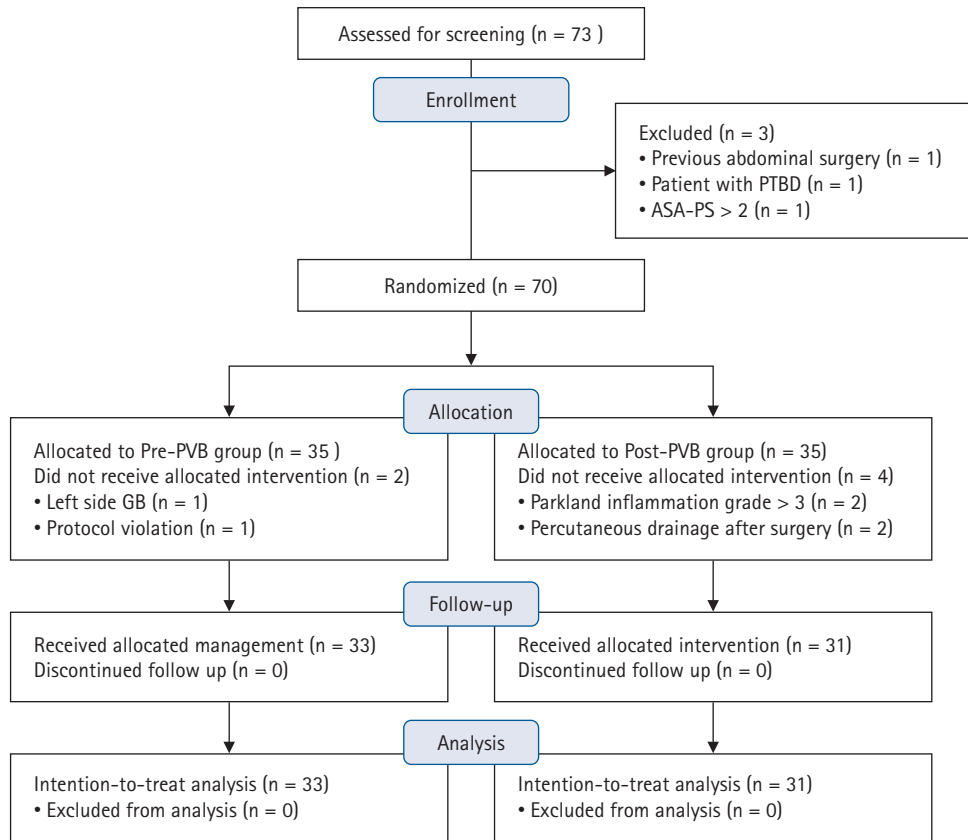 Assessed for screening (n = 73 )
Enrollment
Excluded (n = 3)
• Previous abdominal surgery (n = 1)
• Patient with PTBD (n = 1)
• ASA-PS > 2 (n = 1)
Randomized (n = 70)
Allocation
Allocated to Pre-PVB group (n = 35 )
Did not receive allocated intervention (n = 2)
• Left side GB (n = 1)
• Protocol violation (n = 1)
Allocated to Post-PVB group (n = 35)
Did not receive allocated intervention (n = 4)
• Parkland inflammation grade > 3 (n = 2)
• Percutaneous drainage after surgery (n = 2)
Follow-up
Received allocated management (n = 33)
Discontinued follow up (n = 0)
Received allocated intervention (n = 31)
Discontinued follow up (n = 0)
Analysis
Intention-to-treat analysis (n = 33)
• Excluded from analysis (n = 0)
Intention-to-treat analysis (n = 31)
• Excluded from analysis (n = 0)